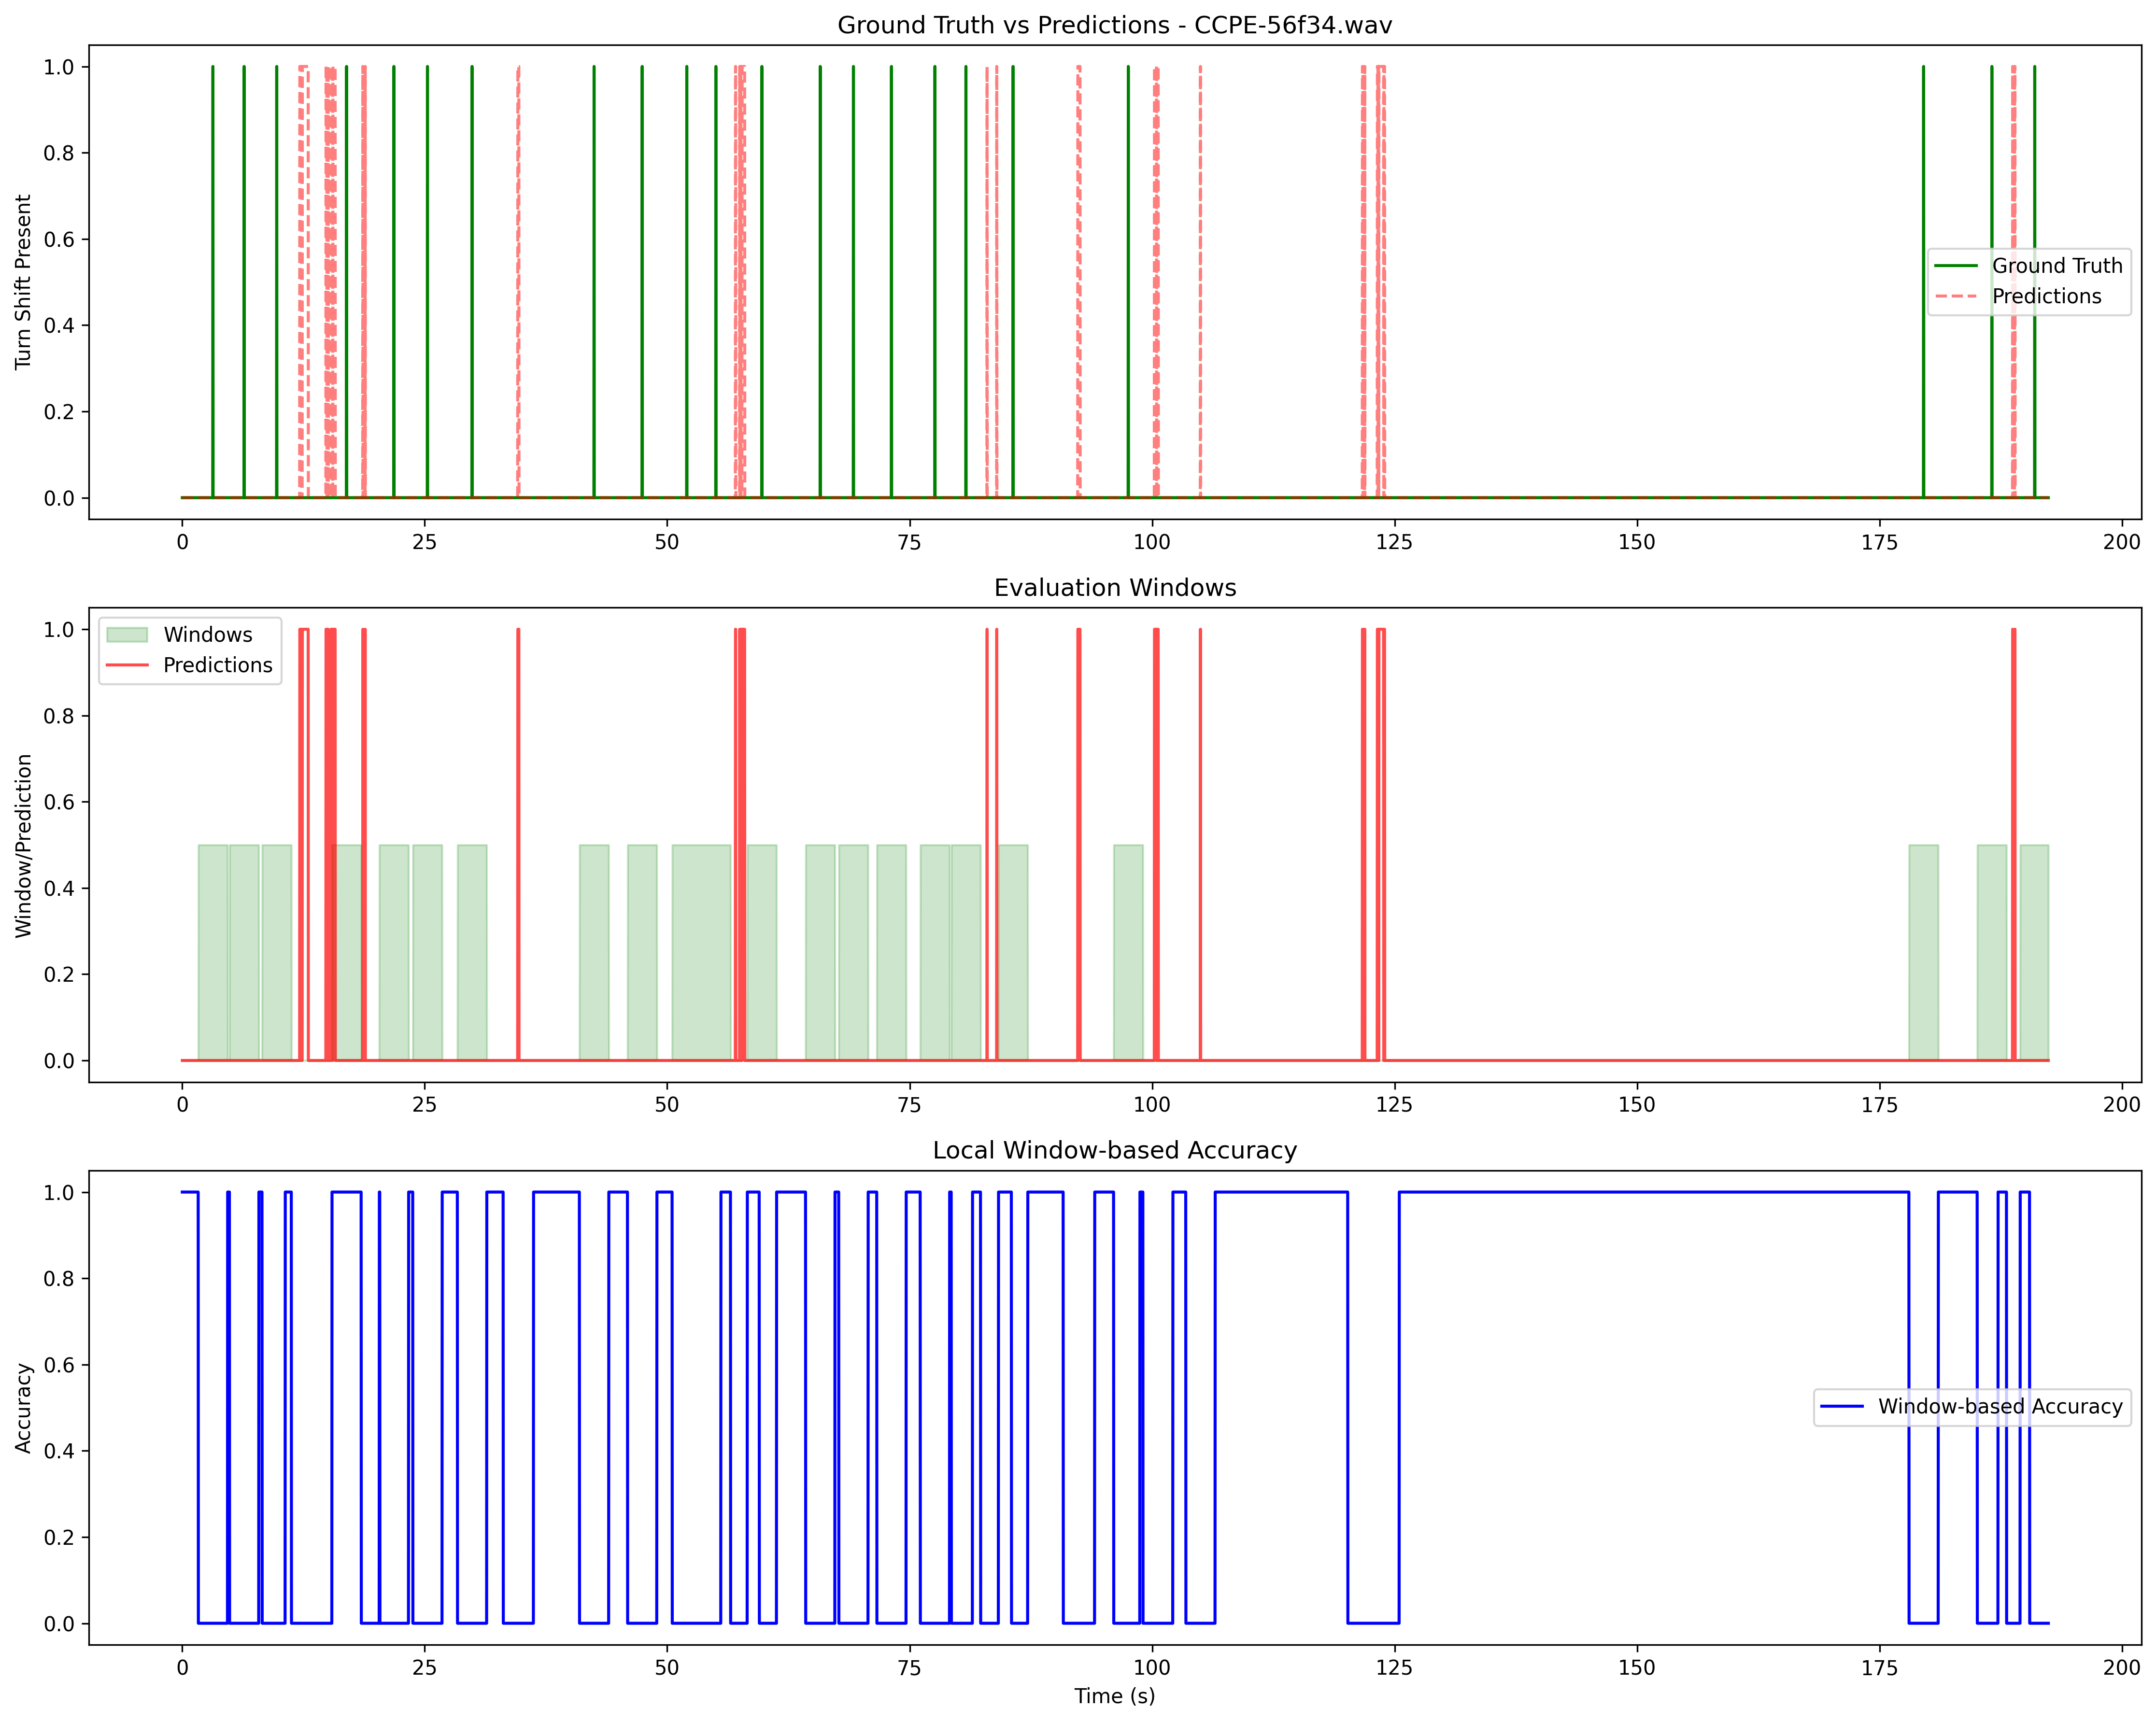 Ground Truth vs Predictions - CCPE-56f34.wav
Turn Shift Present
1.0
0.8
0.6
0.4
0.2
0.0
Ground Truth
Predictions
0 25 50 75 100 125 150 175 200
Evaluation Windows
Window/Prediction
1.0
0.8
0.6
0.4
0.2
0.0
Windows
Predictions
0 25 50 75 100 125 150 175 200
Local Window-based Accuracy
Accuracy
1.0
0.8
0.6
0.4
0.2
0.0
Window-based Accuracy
0 25 50 75 100 125 150 175 200
Time (s)